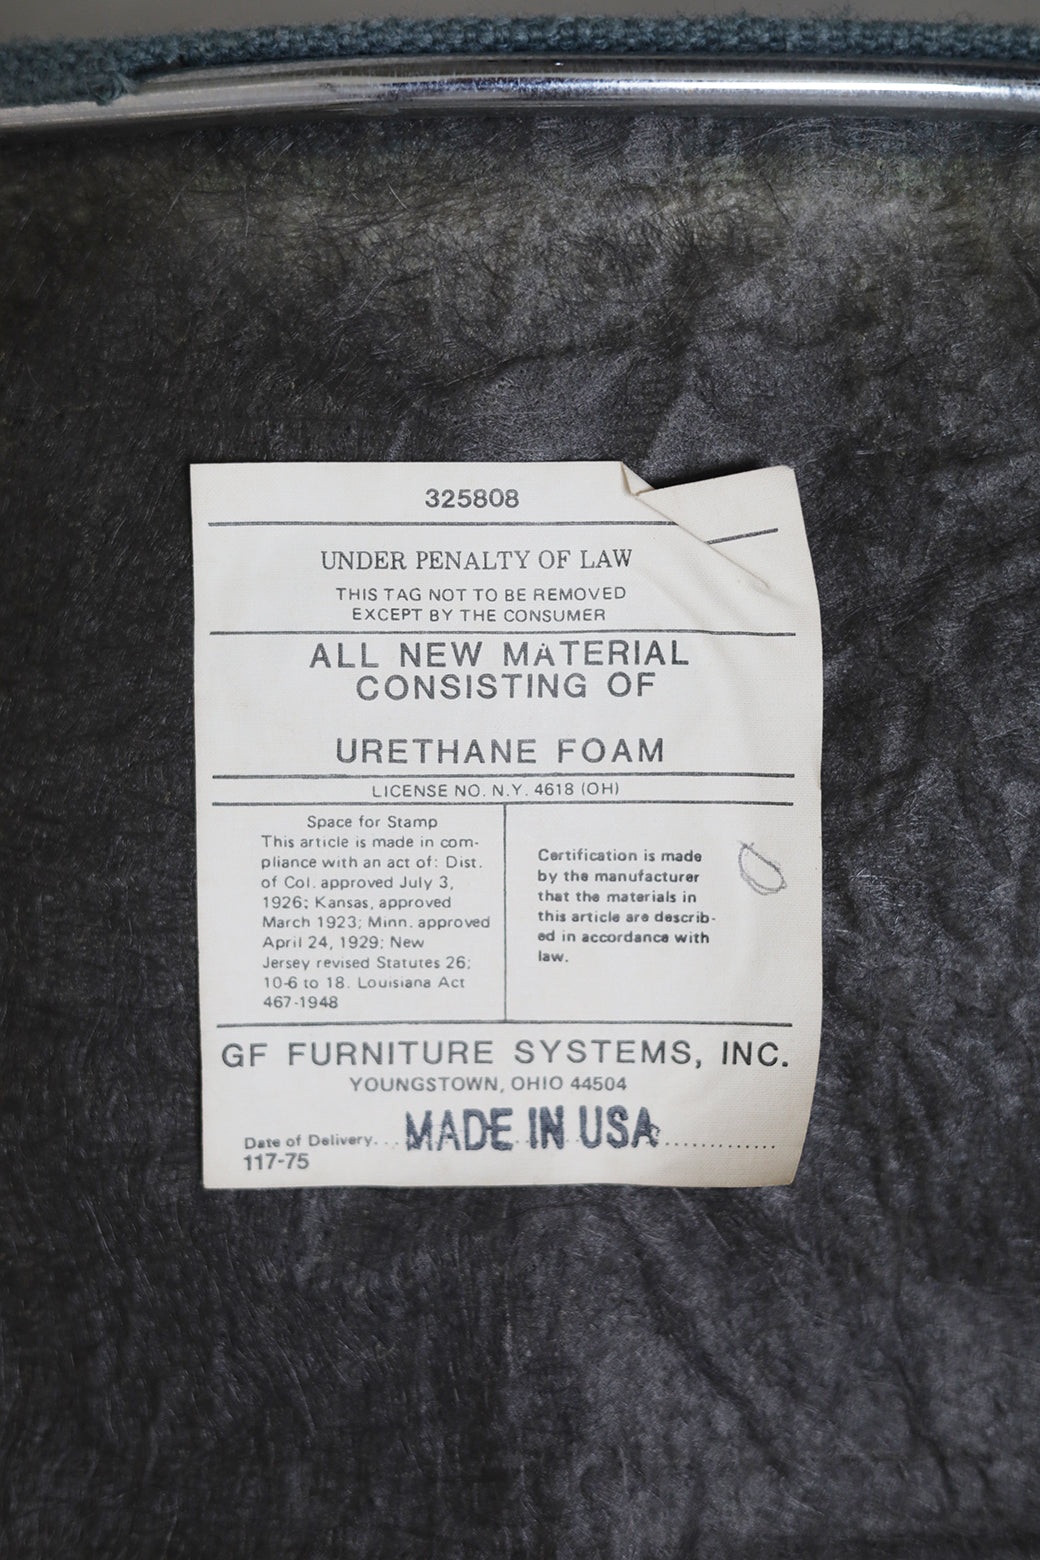 325808
UNDER PENALTY OF LAW
THIS TAG NOT TO BE REMOVED
EXCEPT BY THE CONSUMER
ALL NEW MATERIAL
CONSISTING OF
URETHANE FOAM
LICENSE NO. N.Y. 4618 (OH)
Space for Stamp
This article is made in com-
pliance with an act of: Dist.
of Col. approved July 3,
1926; Kansas, approved
March 1923; Minn. approved
April 24, 1929; New
Jersey revised Statutes 26;
10-6 to 18. Louisiana Act
467-1948
Certification is made
by the manufacturer
that the materials in
this article are describ-
ed in accordance with
law.
GF FURNITURE SYSTEMS, INC.
YOUNGSTOWN, OHIO 44504
Date of Delivery... MADE IN USA............
117-75